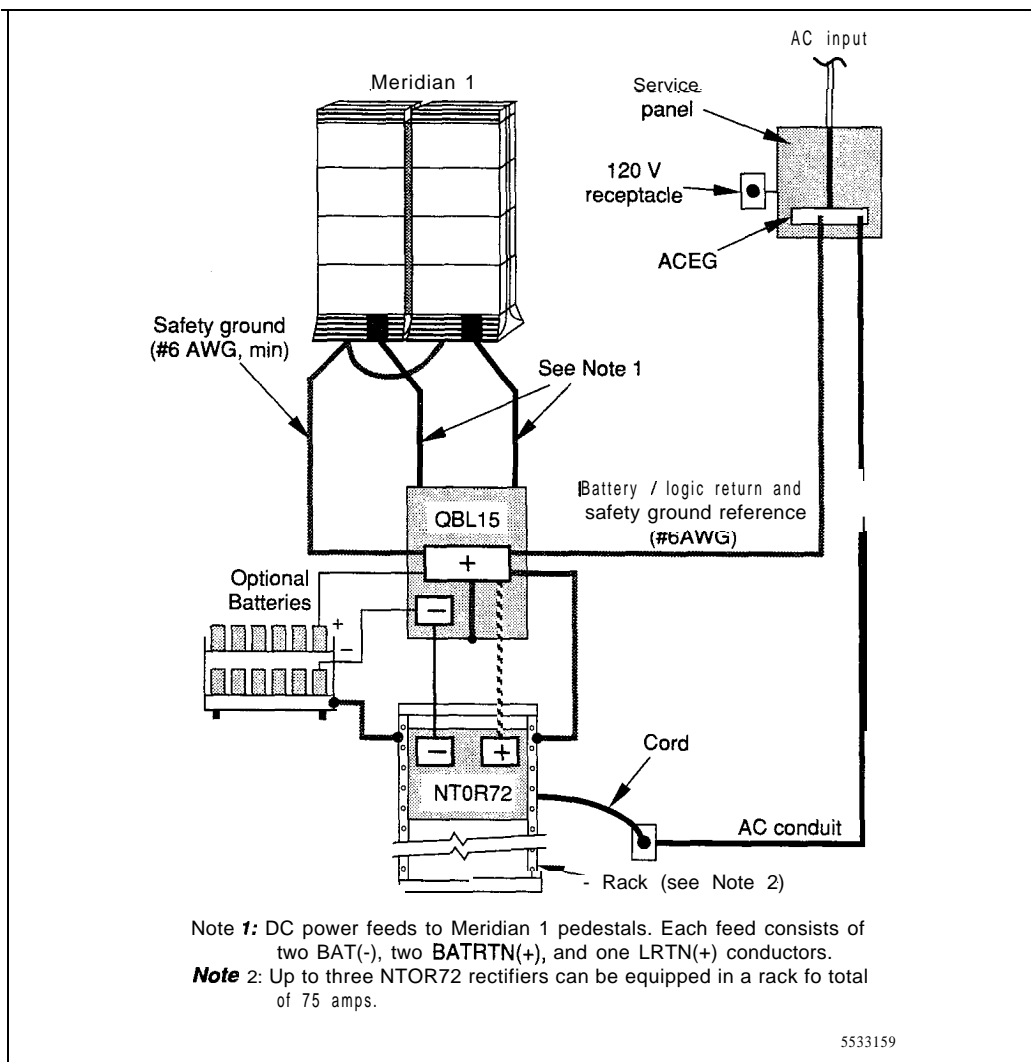 AC input
Meridian 1
Service
panel
120 V
receptacle
ACEG
Safety ground
(#6 AWG, min)
See Note 1
Battery / logic return and
safety ground reference
(#6AWG)
QBL15
+
−
Optional
Batteries
+
−
−
+
NT0R72
Cord
AC conduit
- Rack (see Note 2)
Note 1: DC power feeds to Meridian 1 pedestals. Each feed consists of
two BAT(-), two BATRTN(+), and one LRTN(+) conductors.
Note 2: Up to three NTOR72 rectifiers can be equipped in a rack fo total
of 75 amps.
5533159